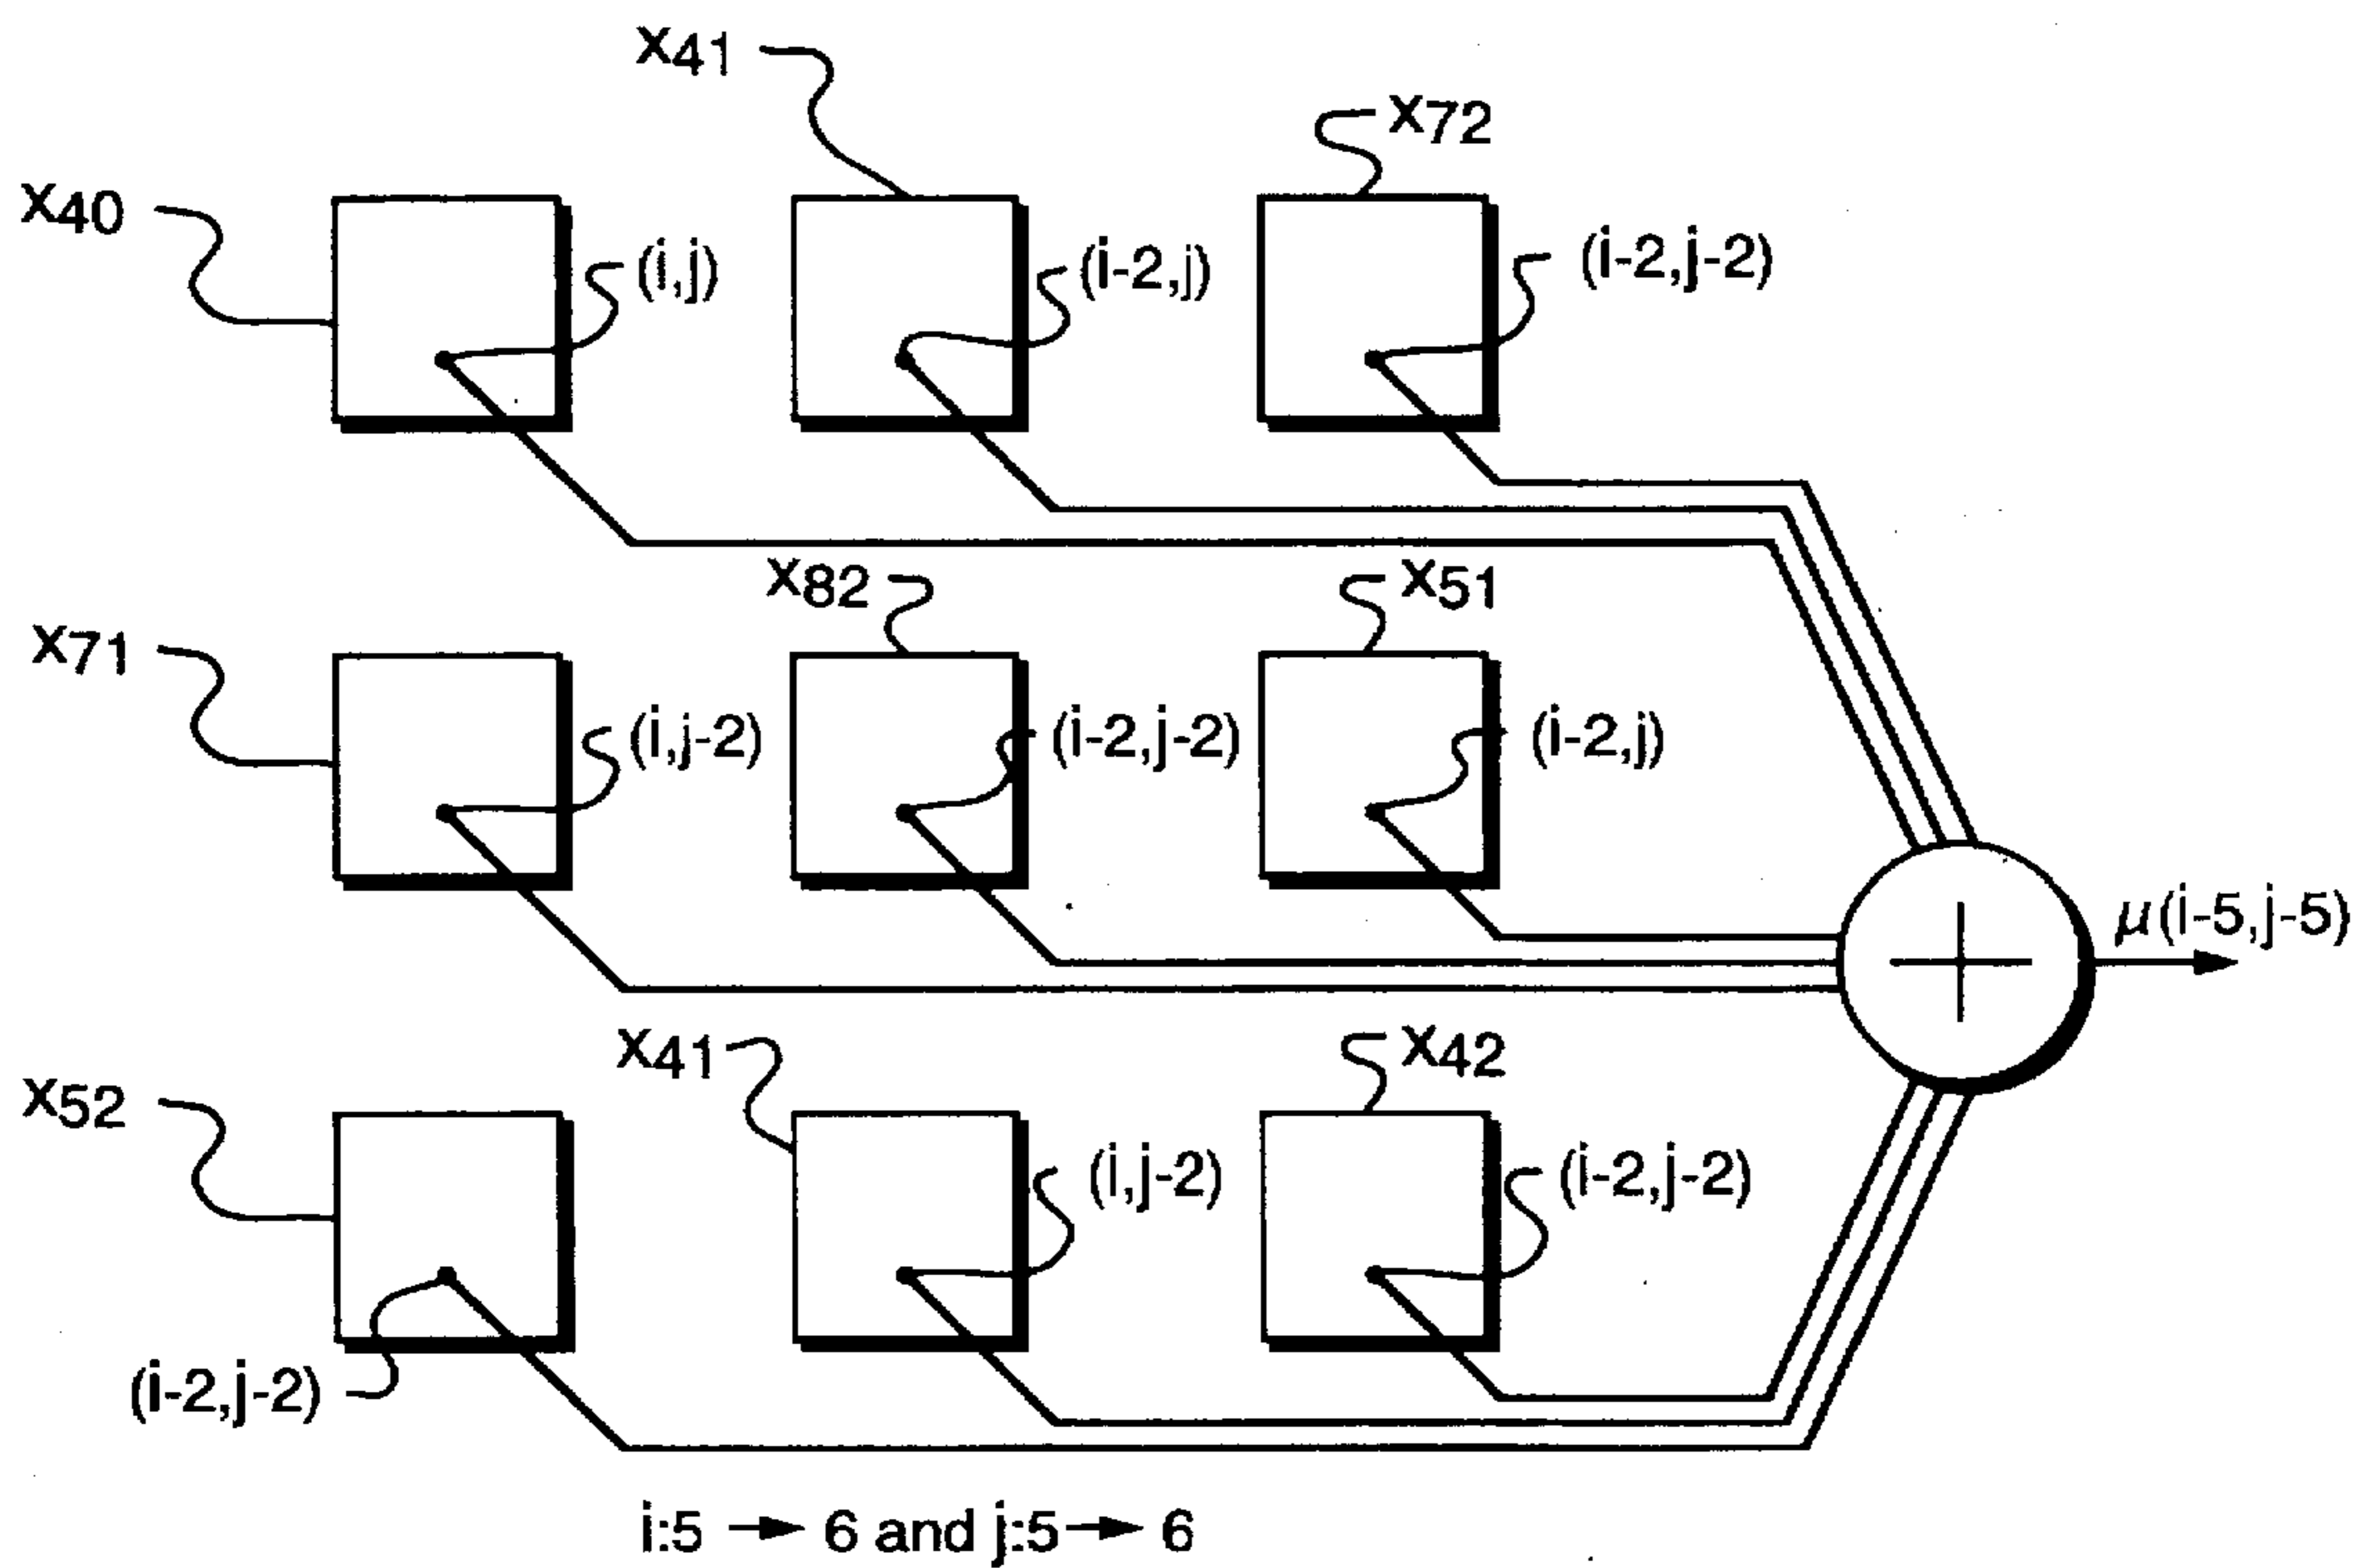 x41
x72
x40
(i,j)
(i-2,j)
(i-2,j-2)
x82
x51
x71
(i,j-2)
(i-2,j-2)
(i-2,j)
μ(i-5,j-5)
x41
x42
x52
(i,j-2)
(i-2,j-2)
(i-2,j-2)
i:5 → 6 and j:5 → 6